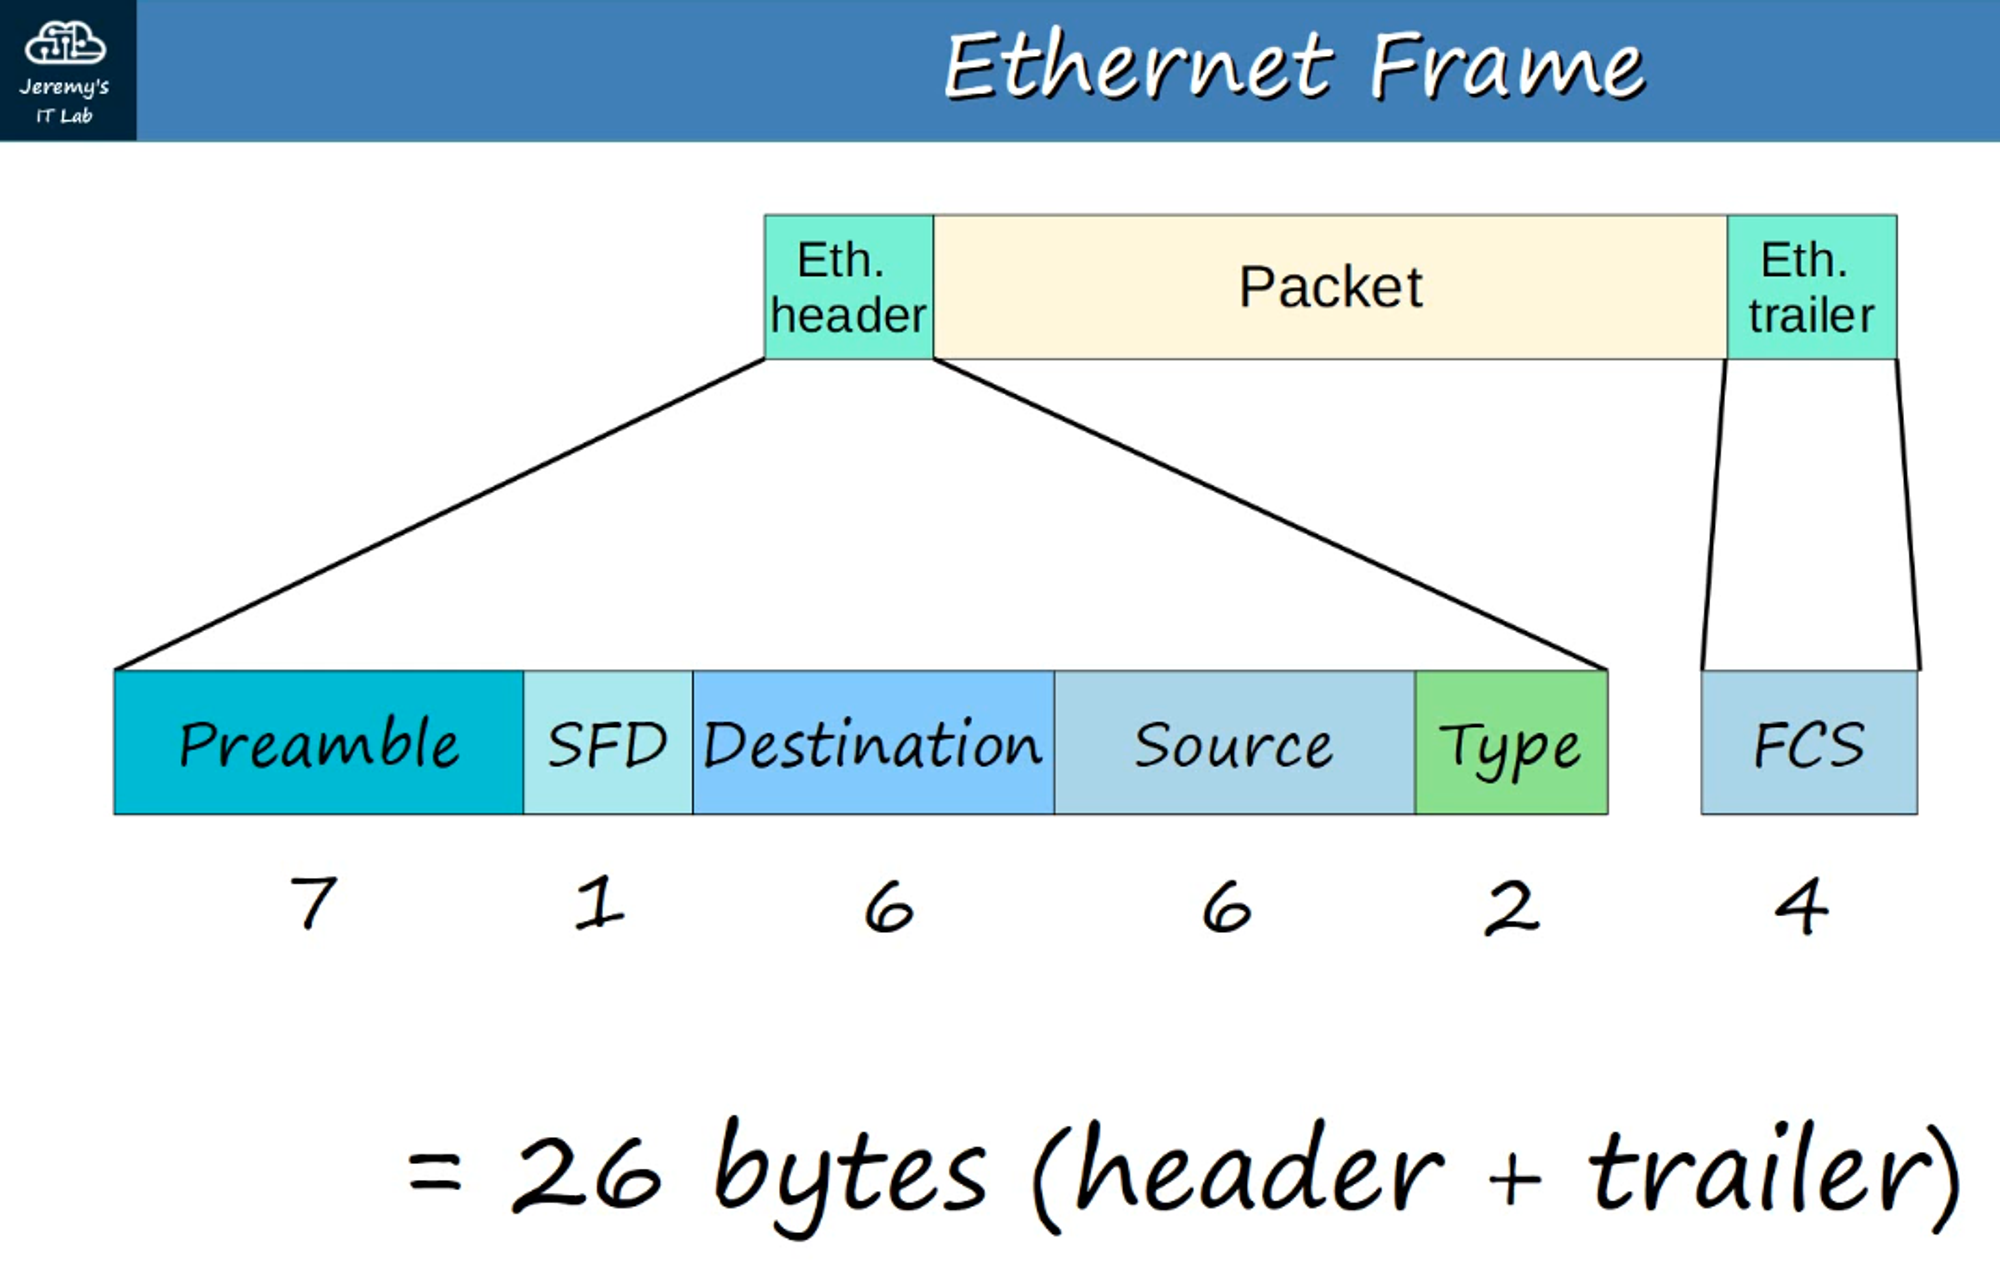 Jeremy's
IT Lab
Ethernet Frame
Eth.
header
Packet
Eth.
trailer
Preamble
SFD
Destination
Source
Type
FCS
7
1
6
6
2
4
= 26 bytes (header + trailer)